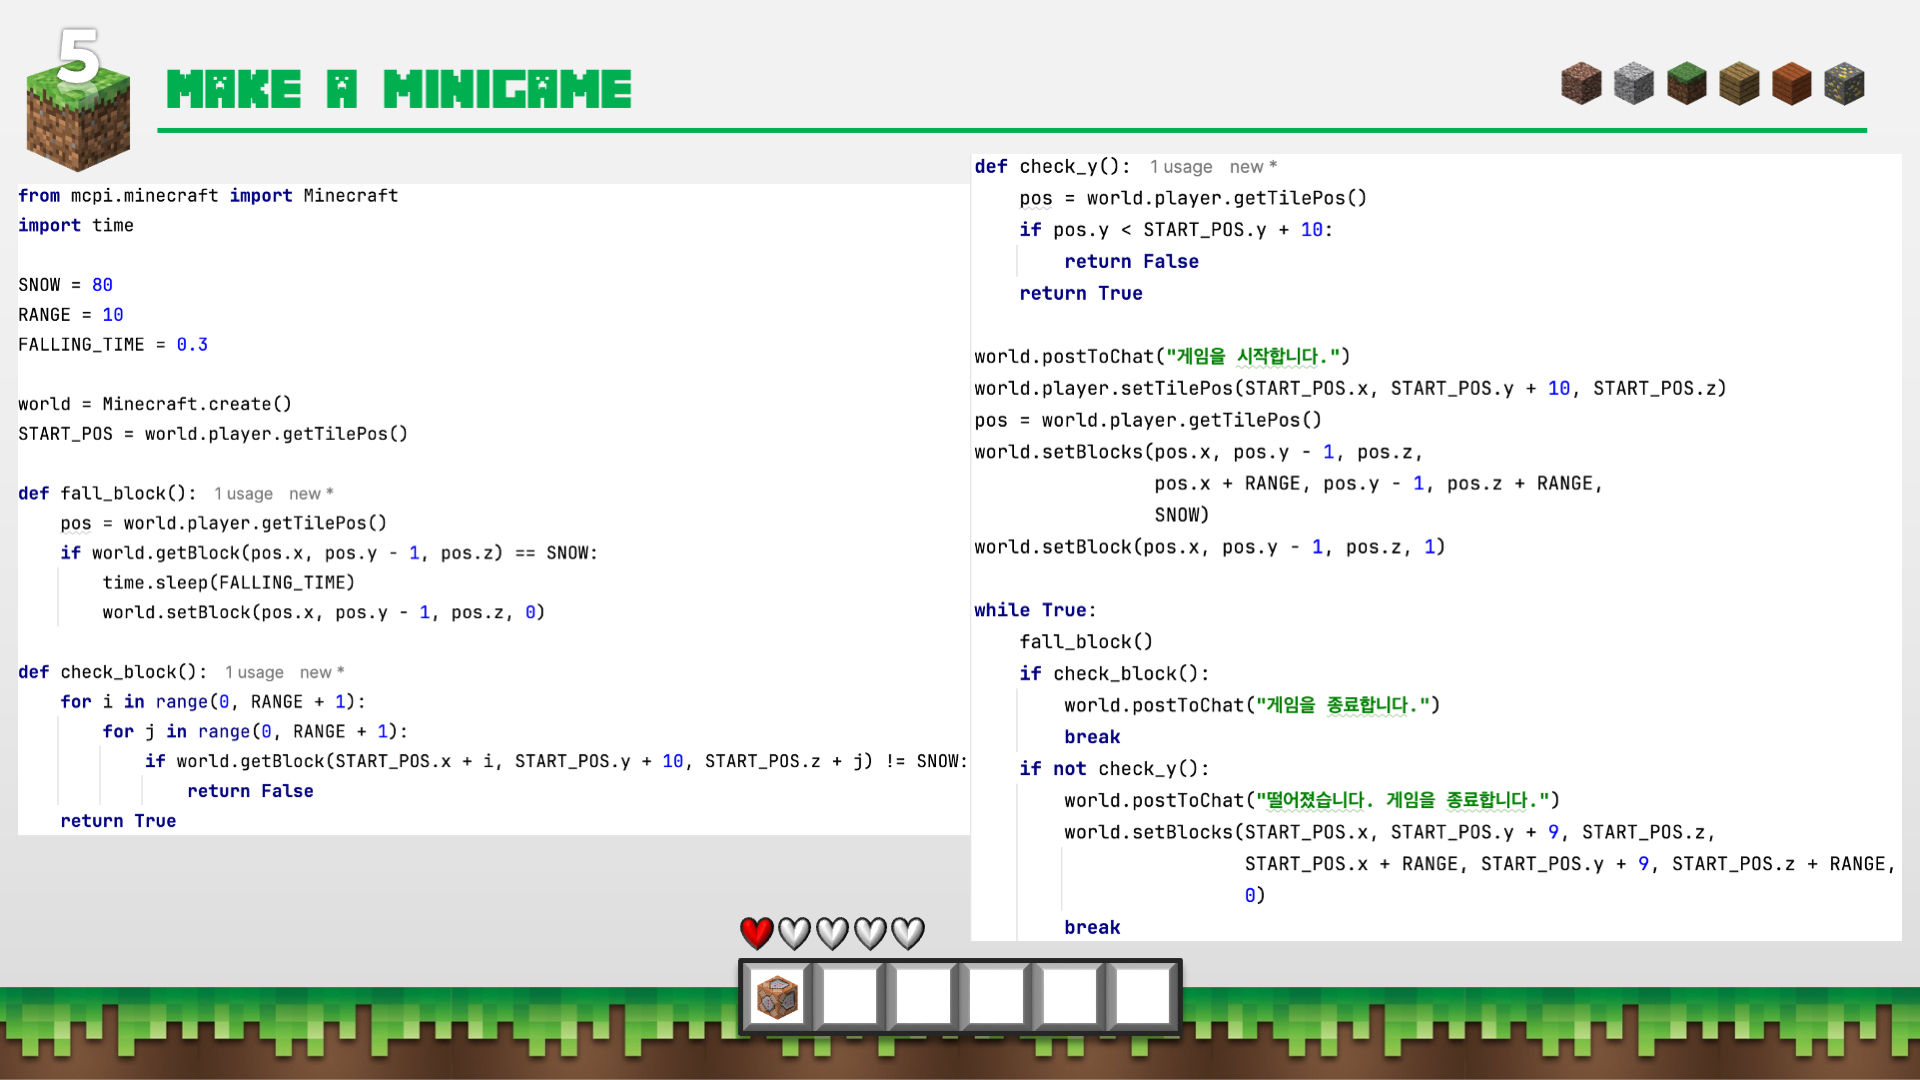 5
MAKE A MINIGAME
from mcpi.minecraft import Minecraft
import time

SNOW = 80
RANGE = 10
FALLING_TIME = 0.3

world = Minecraft.create()
START_POS = world.player.getTilePos()

def fall_block(): 1 usage new *
    pos = world.player.getTilePos()
    if world.getBlock(pos.x, pos.y - 1, pos.z) == SNOW:
        time.sleep(FALLING_TIME)
        world.setBlock(pos.x, pos.y - 1, pos.z, 0)

def check_block(): 1 usage new *
    for i in range(0, RANGE + 1):
        for j in range(0, RANGE + 1):
            if world.getBlock(START_POS.x + i, START_POS.y + 10, START_POS.z + j) != SNOW:
                return False
    return True
def check_y(): 1 usage new *
    pos = world.player.getTilePos()
    if pos.y < START_POS.y + 10:
        return False
    return True

world.postToChat("게임을 시작합니다.")
world.player.setTilePos(START_POS.x, START_POS.y + 10, START_POS.z)
pos = world.player.getTilePos()
world.setBlocks(pos.x, pos.y - 1, pos.z,
                pos.x + RANGE, pos.y - 1, pos.z + RANGE,
                SNOW)
world.setBlock(pos.x, pos.y - 1, pos.z, 1)

while True:
    fall_block()
    if check_block():
        world.postToChat("게임을 종료합니다.")
        break
    if not check_y():
        world.postToChat("떨어졌습니다. 게임을 종료합니다.")
        world.setBlocks(START_POS.x, START_POS.y + 9, START_POS.z,
                        START_POS.x + RANGE, START_POS.y + 9, START_POS.z + RANGE,
                        0)
        break